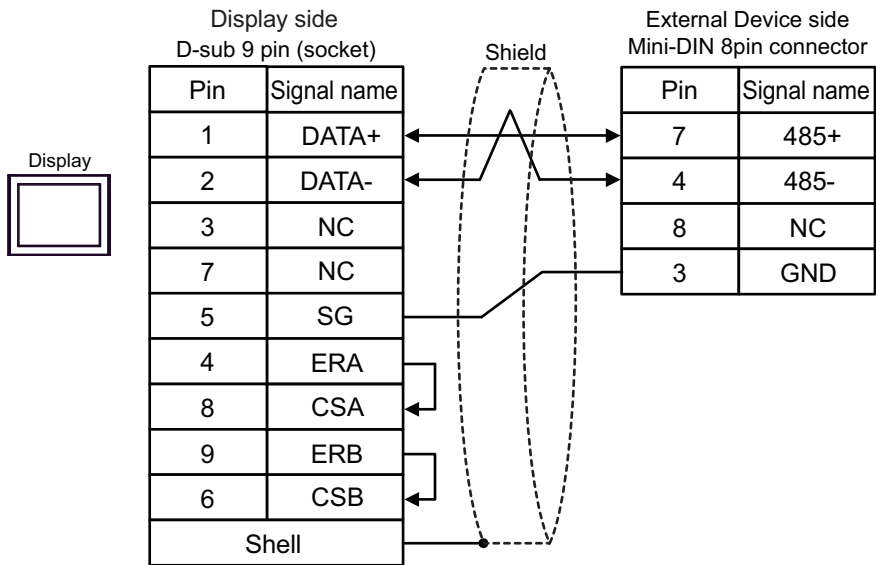 Display side
D-sub 9 pin (socket)
Shield
External Device side
Mini-DIN 8pin connector
Display
Pin Signal name
1 DATA+
2 DATA-
3 NC
7 NC
5 SG
4 ERA
8 CSA
9 ERB
6 CSB
Shell
Pin Signal name
7 485+
4 485-
8 NC
3 GND